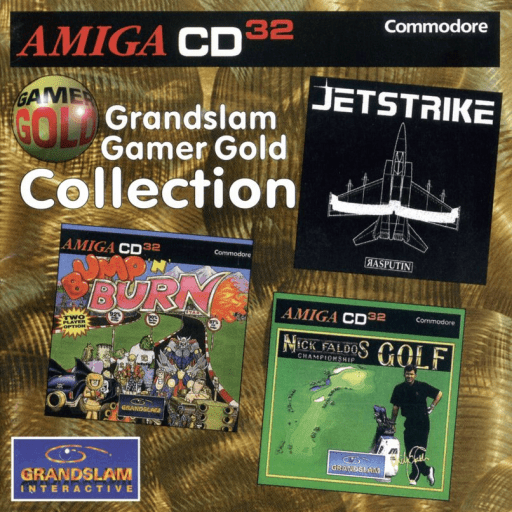 AMIGA CD32
Commodore
GAMER
GOLD
Grandslam
Gamer Gold
Collection
JETSTRIKE
RASPUTIN
AMIGA CD32
Commodore
BUMP 'N'
BURN
TWO
PLAYER
OPTION
GRANDSLAM
AMIGA CD32
Commodore
NICK FALDO'S GOLF
CHAMPIONSHIP
GRANDSLAM
GRANDSLAM
INTERACTIVE